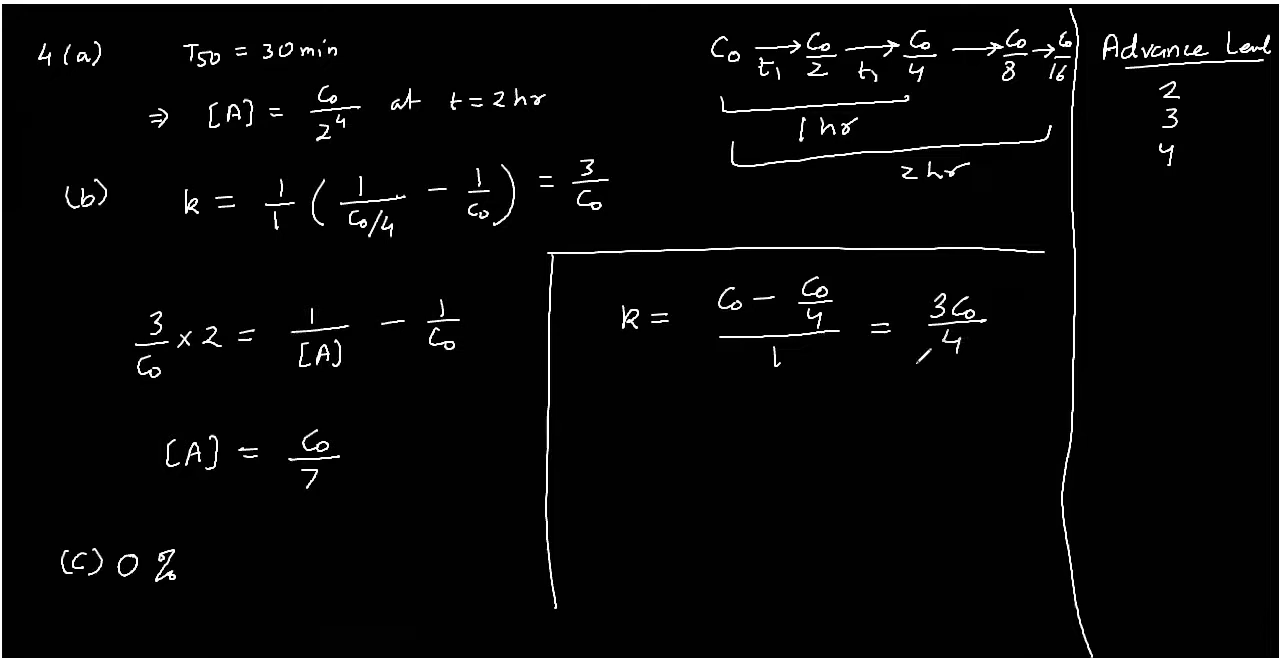 4 (a) T50 = 30 min
⇒ [A] = C0/2^4 at t = 2 hr
C0 →t1 C0/2 →t1 C0/4 → C0/8 → C0/16
1 hr
2 hr
(b) k = 1/1 ( 1/(C0/4) − 1/C0 ) = 3/C0
3/C0 × 2 = 1/[A] − 1/C0
[A] = C0/7
(C) 0 %
k = (C0 − C0/4)/1 = 3C0/4
Advance Level
2
3
4